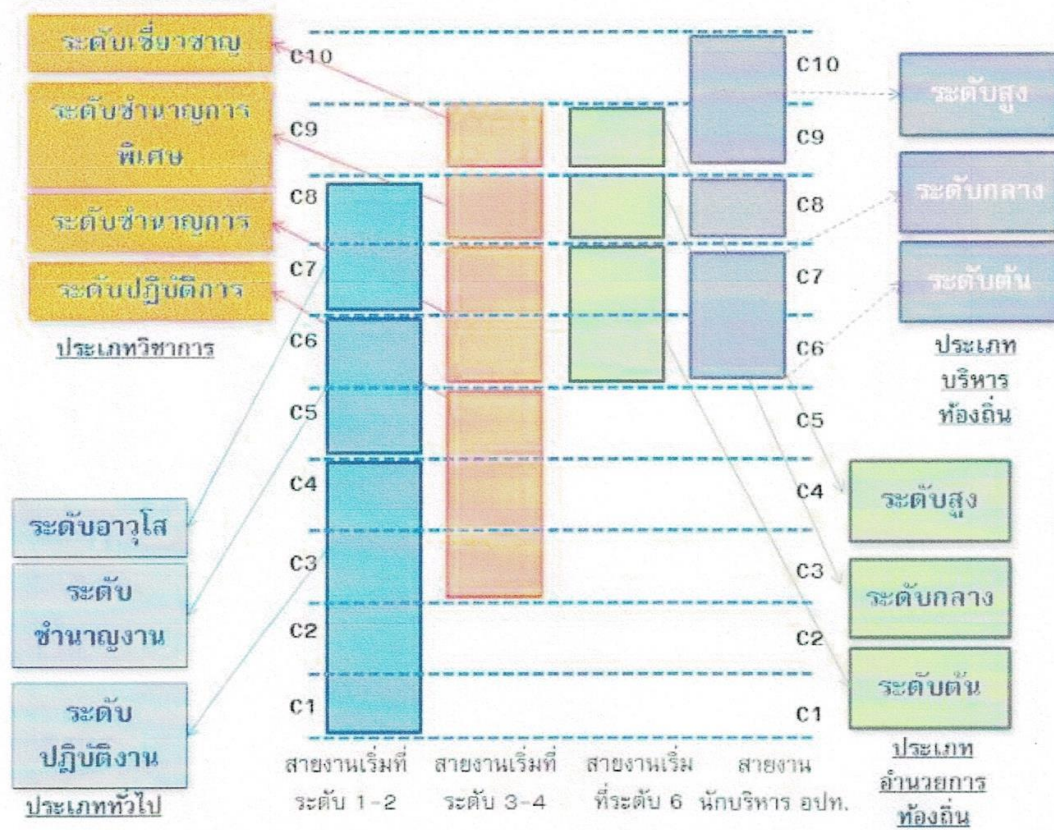 ระดับเชี่ยวชาญ
ระดับชำนาญการ
พิเศษ
ระดับชำนาญการ
ระดับปฏิบัติการ
ประเภทวิชาการ
ระดับอาวุโส
ระดับ
ชำนาญงาน
ระดับ
ปฏิบัติงาน
ประเภททั่วไป
C10
C9
C8
C7
C6
C5
C4
C3
C2
C1
สายงานเริ่มที่
ระดับ 1-2
สายงานเริ่มที่
ระดับ 3-4
สายงานเริ่ม
ที่ระดับ 6
สายงาน
นักบริหาร อปท.
C10
C9
C8
C7
C6
C5
C4
C3
C2
C1
ระดับสูง
ระดับกลาง
ระดับต้น
ประเภท
บริหาร
ท้องถิ่น
ระดับสูง
ระดับกลาง
ระดับต้น
ประเภท
อำนวยการ
ท้องถิ่น